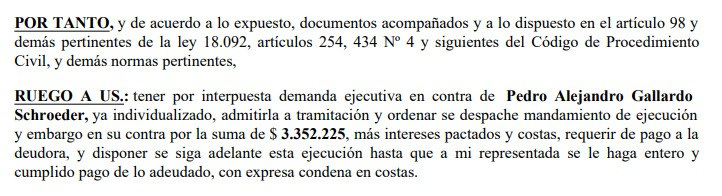 POR TANTO, y de acuerdo a lo expuesto, documentos acompañados y a lo dispuesto en el artículo 98 y
demás pertinentes de la ley 18.092, artículos 254, 434 Nº 4 y siguientes del Código de Procedimiento
Civil, y demás normas pertinentes,
RUEGO A US.: tener por interpuesta demanda ejecutiva en contra de Pedro Alejandro Gallardo
Schroeder, ya individualizado, admitirla a tramitación y ordenar se despache mandamiento de ejecución
y embargo en su contra por la suma de $ 3.352.225, más intereses pactados y costas, requerir de pago a la
deudora, y disponer se siga adelante esta ejecución hasta que a mi representada se le haga entero y
cumplido pago de lo adeudado, con expresa condena en costas.